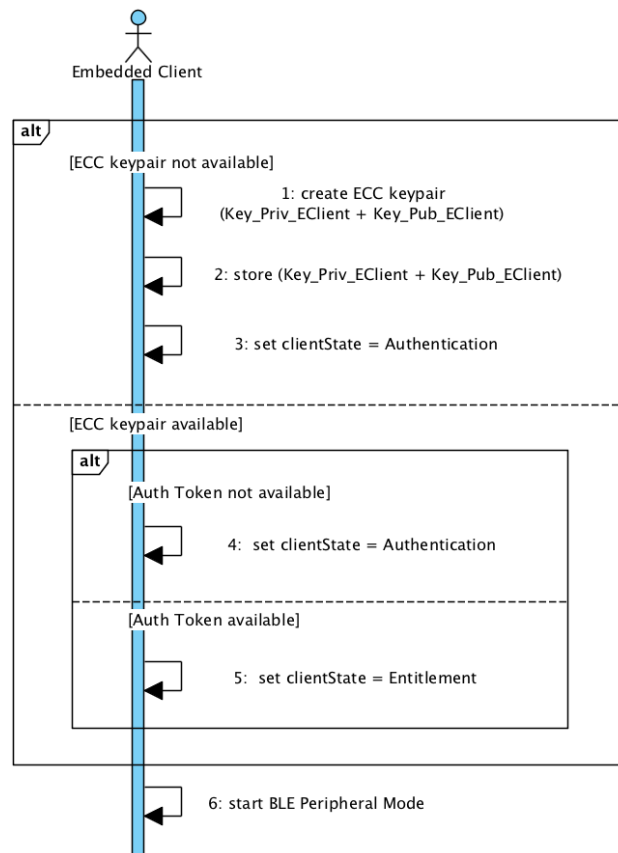 Embedded Client
alt
[ECC keypair not available]
1: create ECC keypair
(Key_Priv_EClient + Key_Pub_EClient)
2: store (Key_Priv_EClient + Key_Pub_EClient)
3: set clientState = Authentication
[ECC keypair available]
alt
[Auth Token not available]
4: set clientState = Authentication
[Auth Token available]
5: set clientState = Entitlement
6: start BLE Peripheral Mode